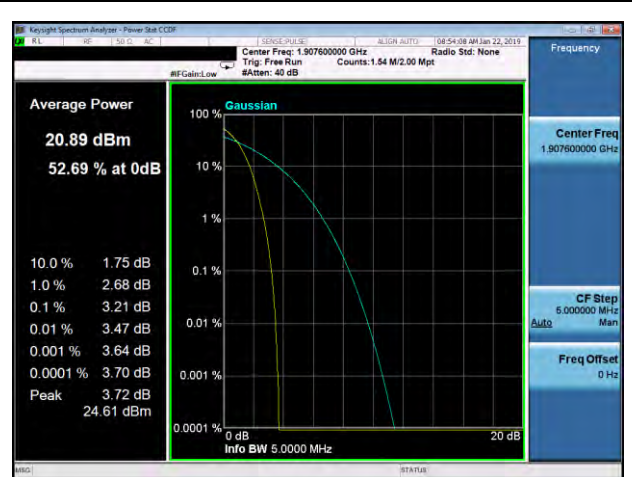 Keysight Spectrum Analyzer - Power Stat CCDF
RL RF 50 Ω AC SENSE:PULSE ALIGN AUTO 08:54:08 AM Jan 22, 2019
Center Freq: 1.907600000 GHz Radio Std: None
Trig: Free Run Counts:1.54 M/2.00 Mpt
#IFGain:Low #Atten: 40 dB
Frequency
Average Power
20.89 dBm
52.69 % at 0dB
10.0 % 1.75 dB
1.0 % 2.68 dB
0.1 % 3.21 dB
0.01 % 3.47 dB
0.001 % 3.64 dB
0.0001 % 3.70 dB
Peak 3.72 dB
24.61 dBm
Gaussian
100 %
10 %
1 %
0.1 %
0.01 %
0.001 %
0.0001 %
0 dB 20 dB
Info BW 5.0000 MHz
Center Freq
1.907600000 GHz
CF Step
5.000000 MHz
Auto Man
Freq Offset
0 Hz
MSG STATUS